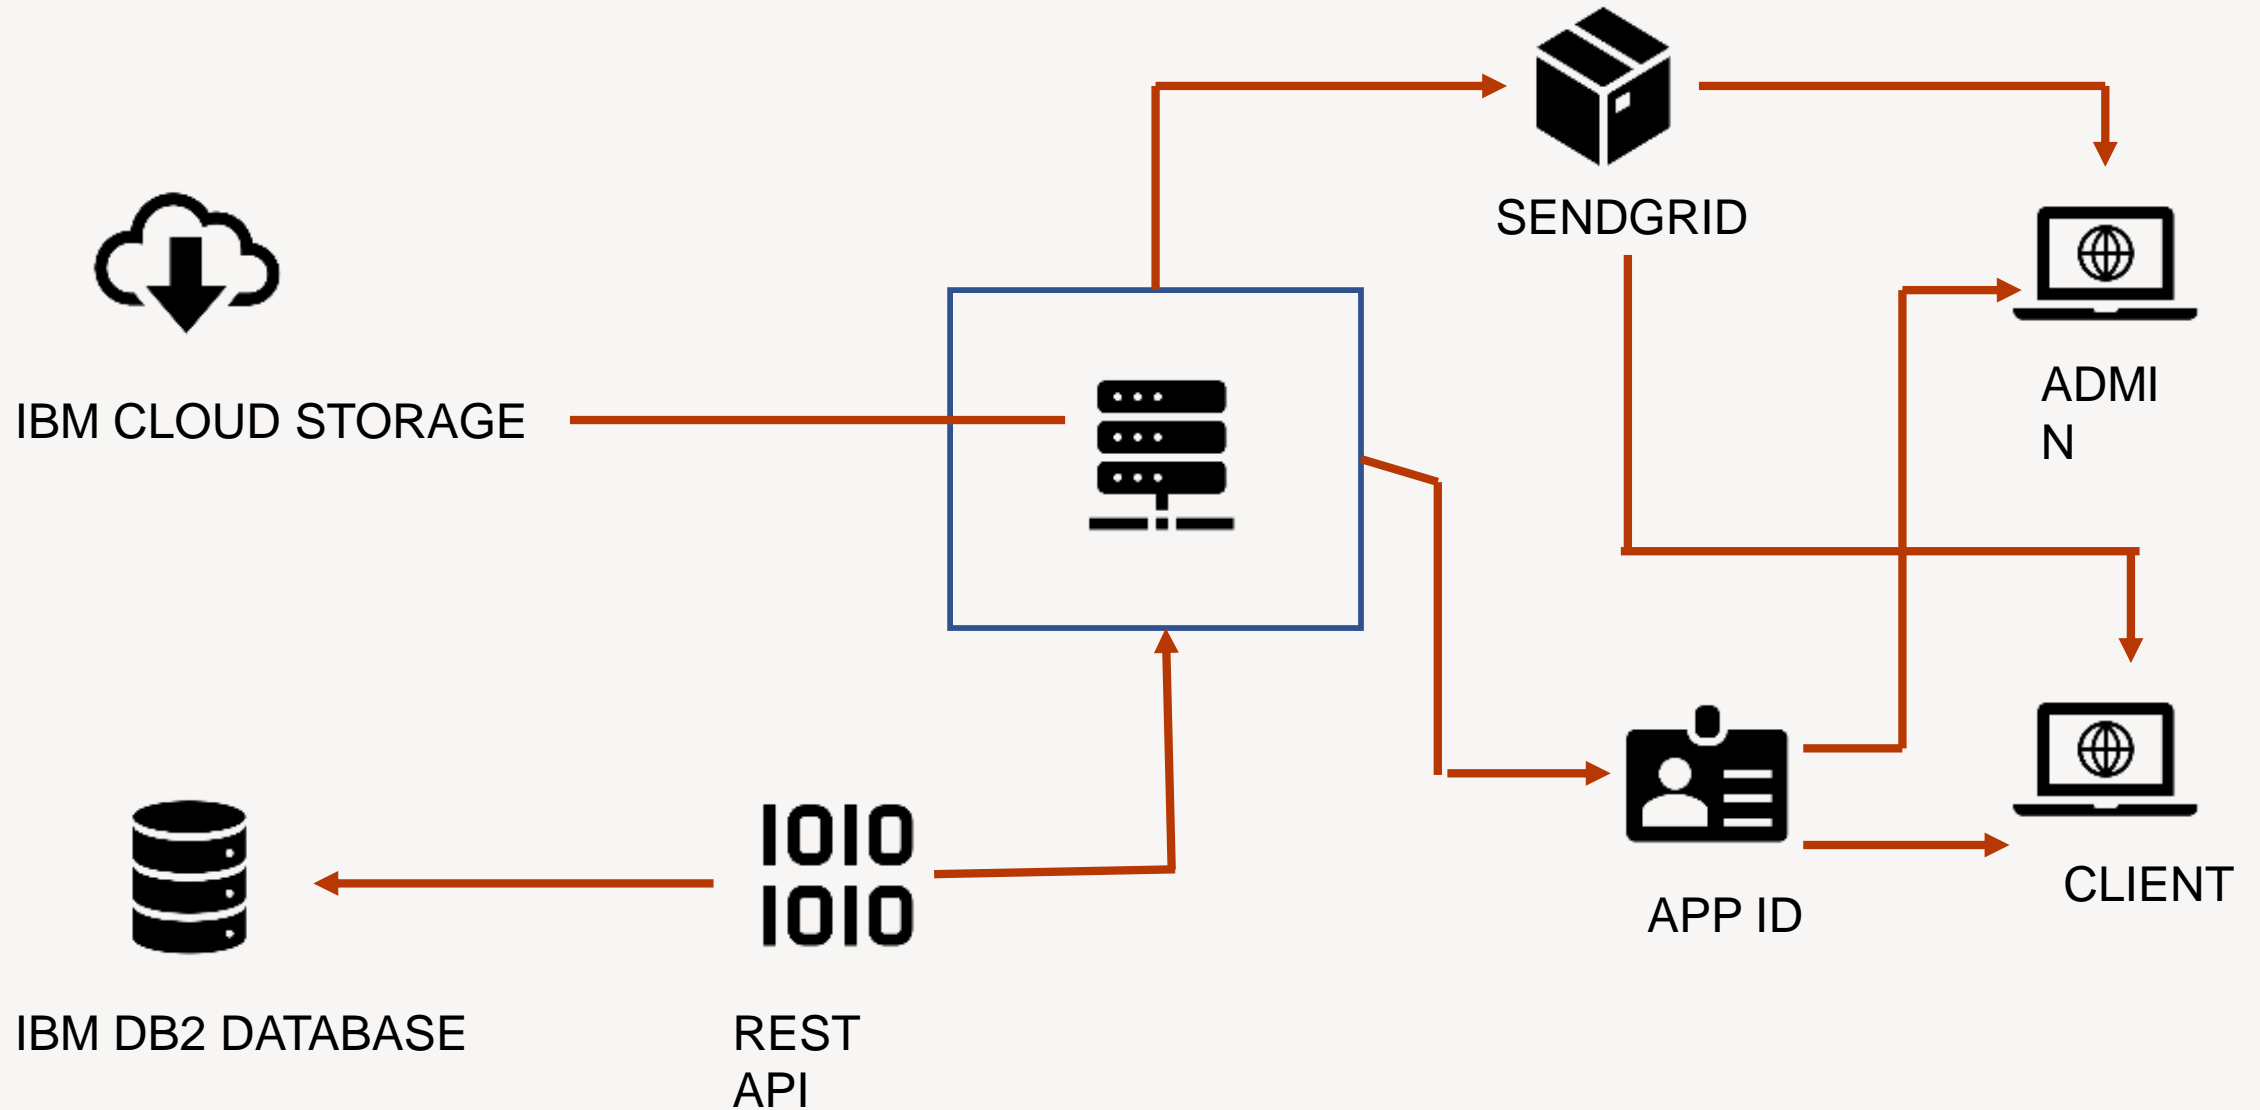 SENDGRID
ADMI
N
IBM CLOUD STORAGE
CLIENT
APP ID
IBM DB2 DATABASE
REST
API